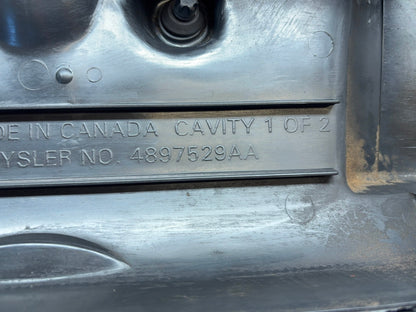 DE IN CANADA CAVITY 1 OF 2
YSLER NO. 4897529AA